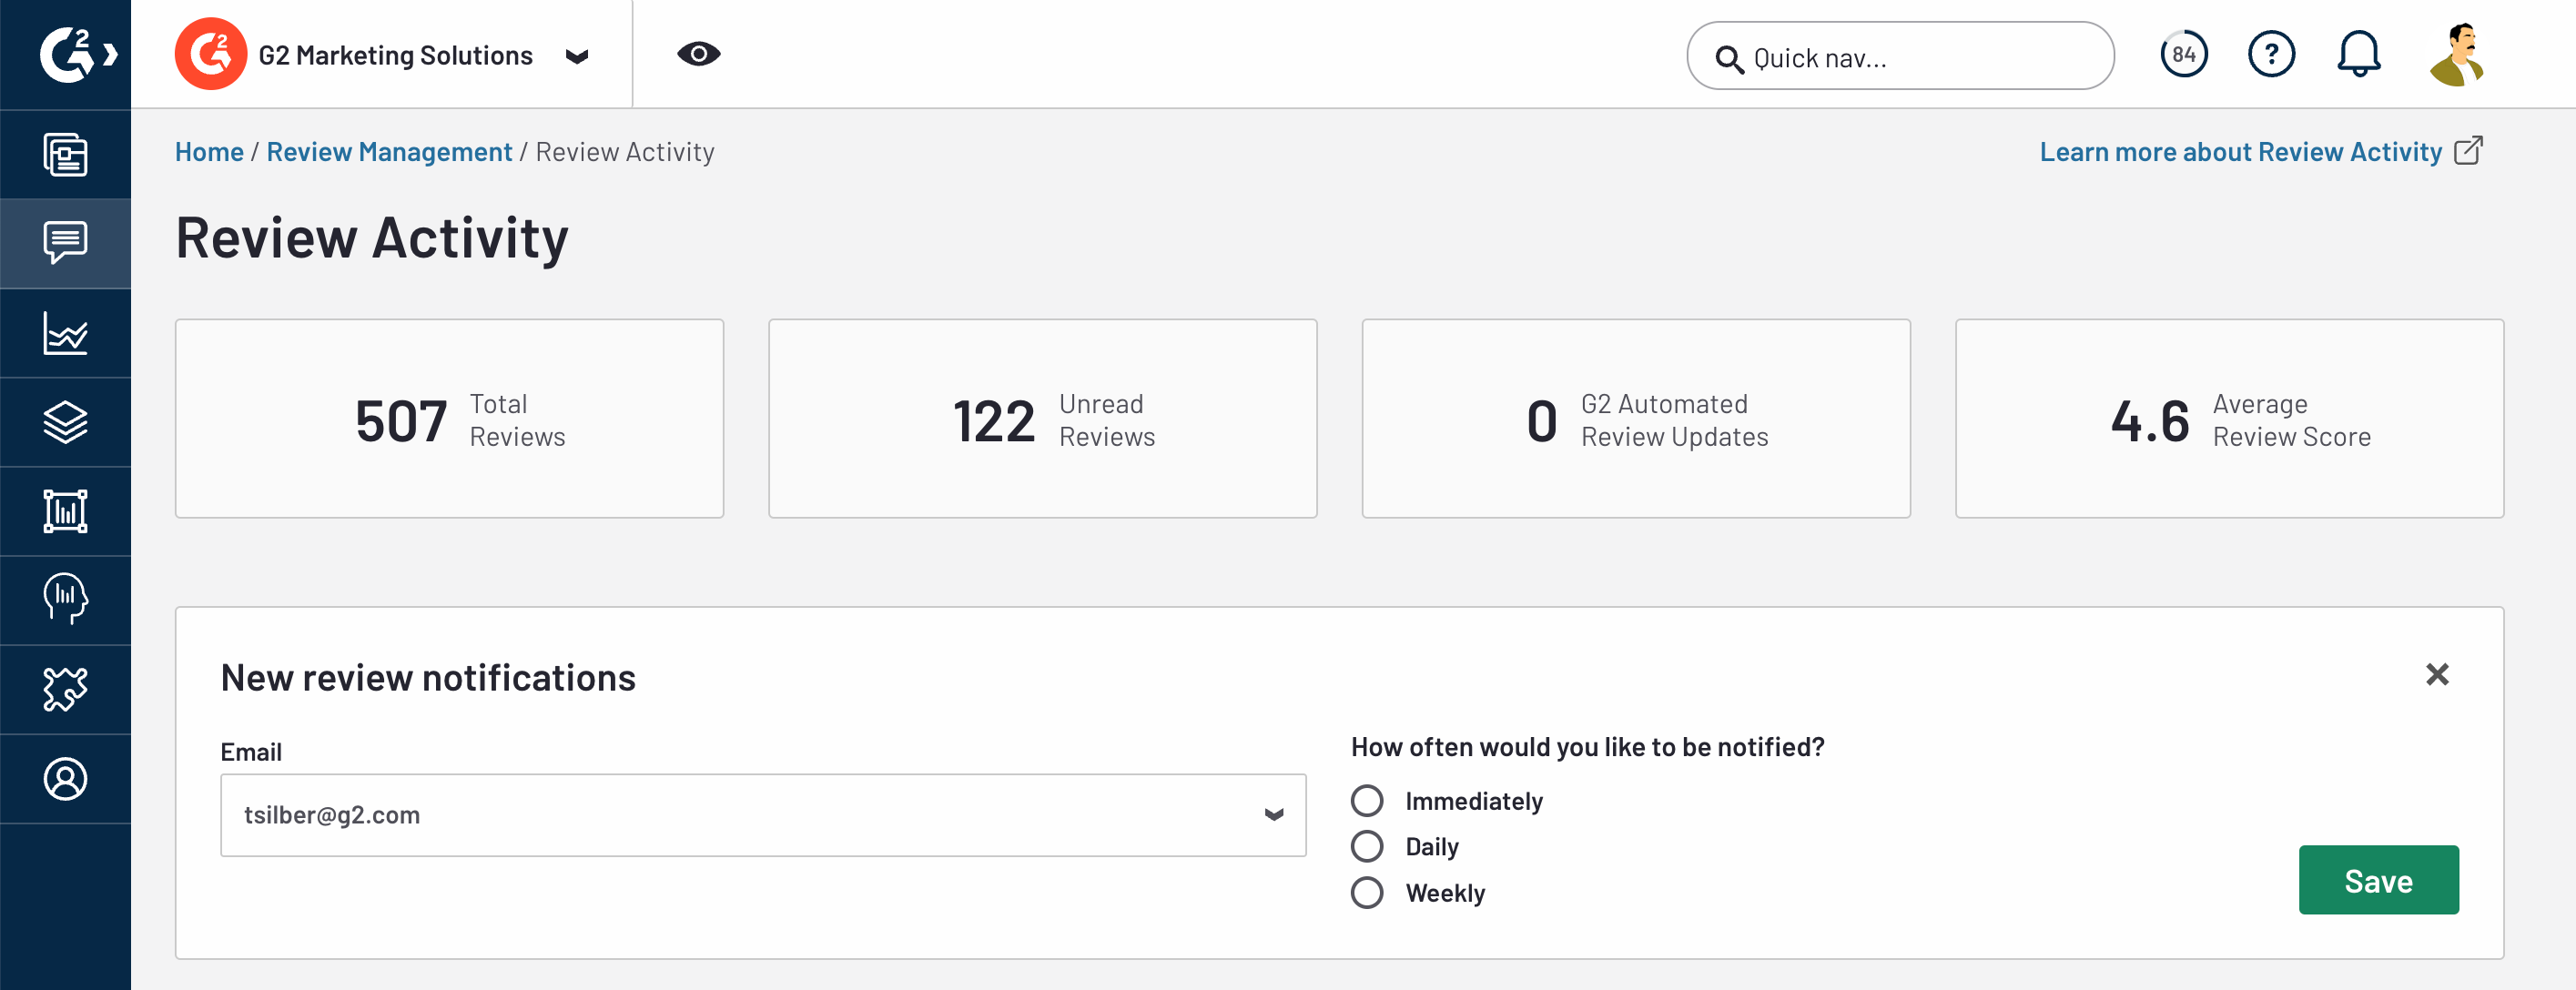 G2 Marketing Solutions
Quick nav...
84
?
Home / Review Management / Review Activity
Learn more about Review Activity
Review Activity
507 Total Reviews
122 Unread Reviews
0 G2 Automated Review Updates
4.6 Average Review Score
New review notifications
Email
tsilber@g2.com
How often would you like to be notified?
Immediately
Daily
Weekly
Save